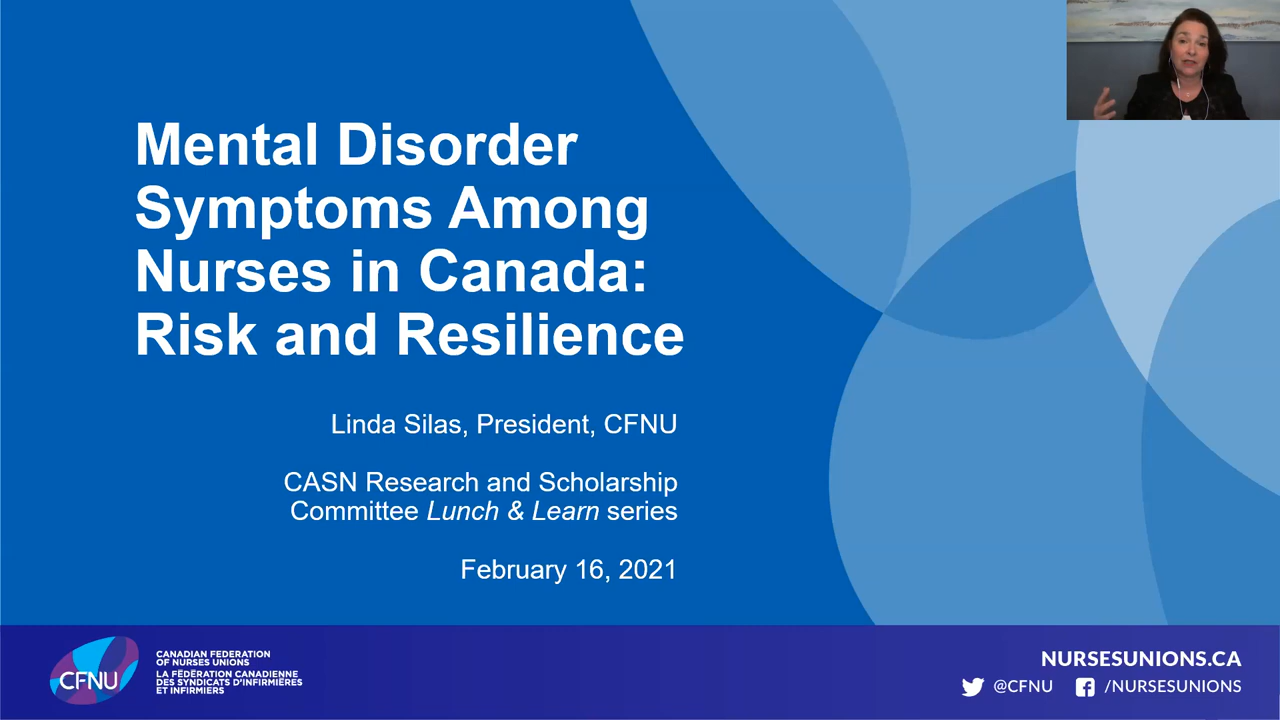 Mental Disorder
Symptoms Among
Nurses in Canada:
Risk and Resilience
Linda Silas, President, CFNU
CASN Research and Scholarship
Committee Lunch & Learn series
February 16, 2021
CFNU
CANADIAN FEDERATION
OF NURSES UNIONS
LA FÉDÉRATION CANADIENNE
DES SYNDICATS D'INFIRMIÈRES
ET INFIRMIERS
NURSESUNIONS.CA
@CFNU /NURSESUNIONS